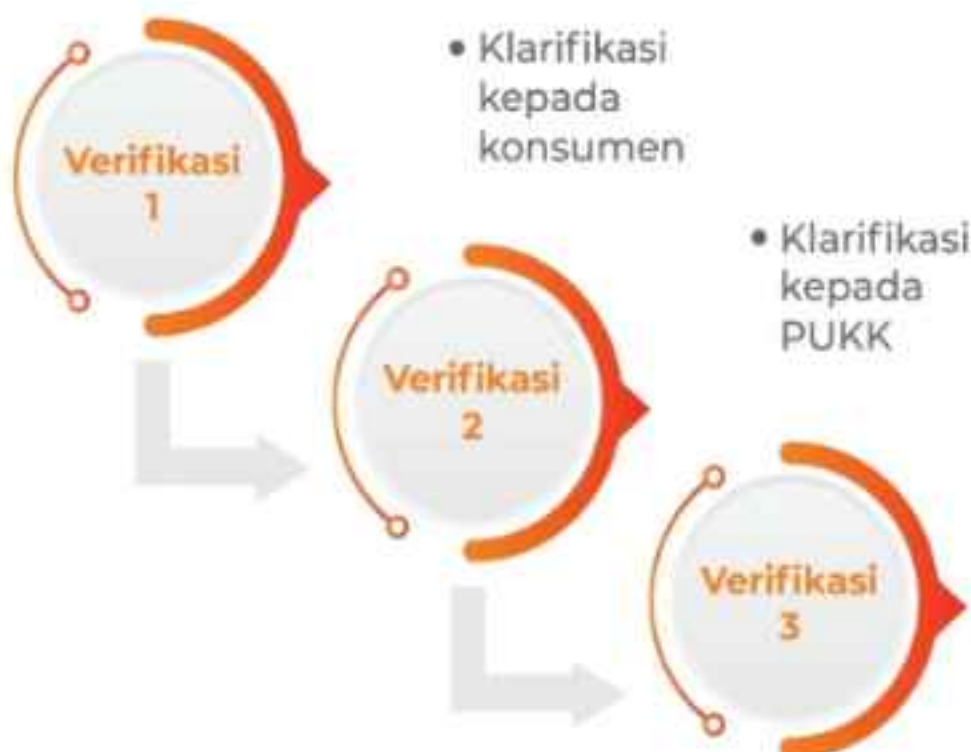 Verifikasi
1
• Klarifikasi
kepada
konsumen
Verifikasi
2
• Klarifikasi
kepada
PUKK
Verifikasi
3